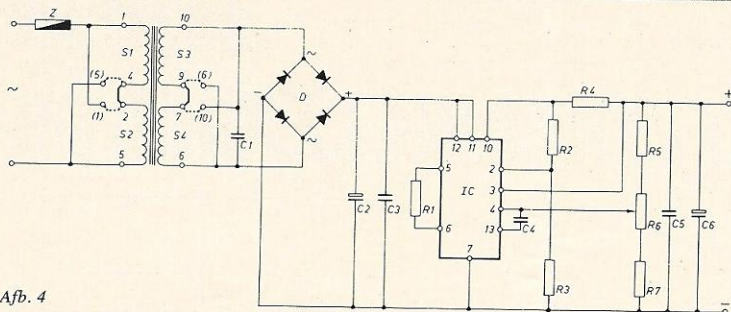 Z
1
10
S1
S3
~
(5)
4
9
(6)
(1)
2
7
(10)
S2
S4
5
6
C1
~
−
D
+
~
C2
C3
R1
12
11
10
5
6
IC
2
3
4
13
7
C4
R2
R3
R4
R5
R6
R7
C5
C6
+
−
Afb. 4